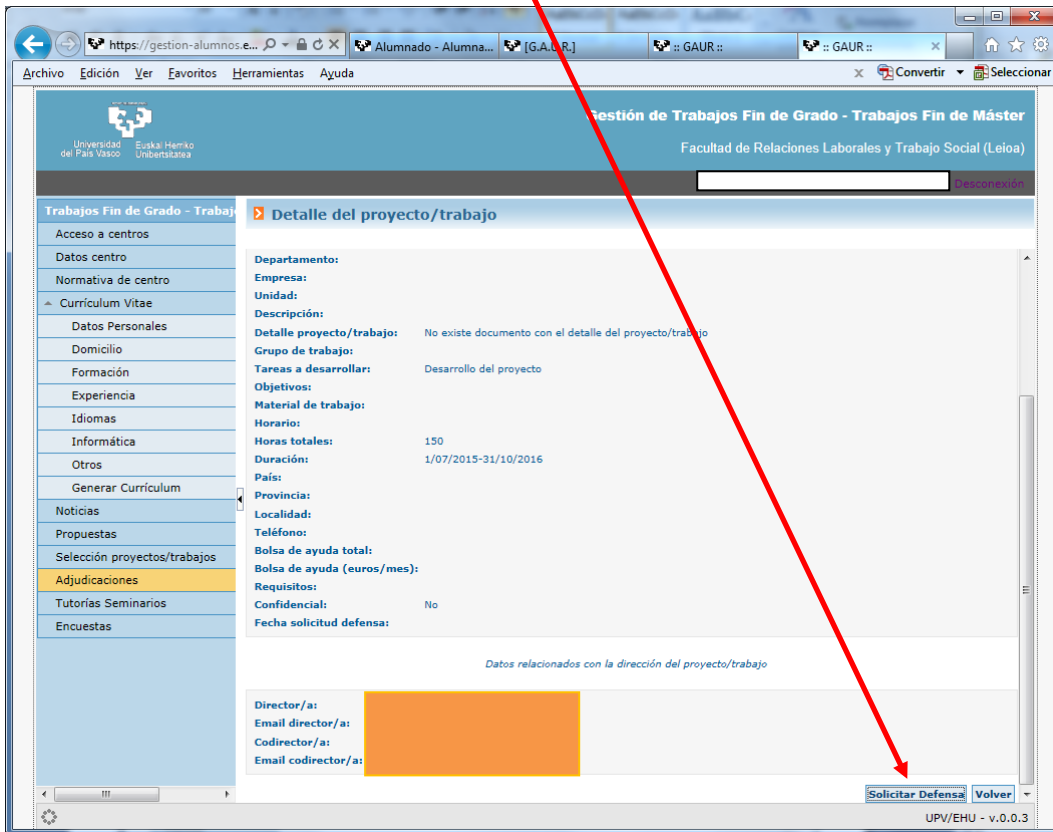 https://gestion-alumnos.e...
Alumnado - Alumna...
[G.A.U.R.]
:: GAUR ::
:: GAUR ::
Archivo Edición Ver Favoritos Herramientas Ayuda
x Convertir Seleccionar
Gestión de Trabajos Fin de Grado - Trabajos Fin de Máster
Universidad del País Vasco
Euskal Herriko Unibertsitatea
Facultad de Relaciones Laborales y Trabajo Social (Leioa)
Desconexión
Trabajos Fin de Grado - Trabaj
Acceso a centros
Datos centro
Normativa de centro
Currículum Vitae
Datos Personales
Domicilio
Formación
Experiencia
Idiomas
Informática
Otros
Generar Currículum
Noticias
Propuestas
Selección proyectos/trabajos
Adjudicaciones
Tutorías Seminarios
Encuestas
Detalle del proyecto/trabajo
Departamento:
Empresa:
Unidad:
Descripción:
Detalle proyecto/trabajo: No existe documento con el detalle del proyecto/trabajo
Grupo de trabajo:
Tareas a desarrollar: Desarrollo del proyecto
Objetivos:
Material de trabajo:
Horario:
Horas totales: 150
Duración: 1/07/2015-31/10/2016
País:
Provincia:
Localidad:
Teléfono:
Bolsa de ayuda total:
Bolsa de ayuda (euros/mes):
Requisitos:
Confidencial: No
Fecha solicitud defensa:
Datos relacionados con la dirección del proyecto/trabajo
Director/a:
Email director/a:
Codirector/a:
Email codirector/a:
Solicitar Defensa Volver
UPV/EHU - v.0.0.3